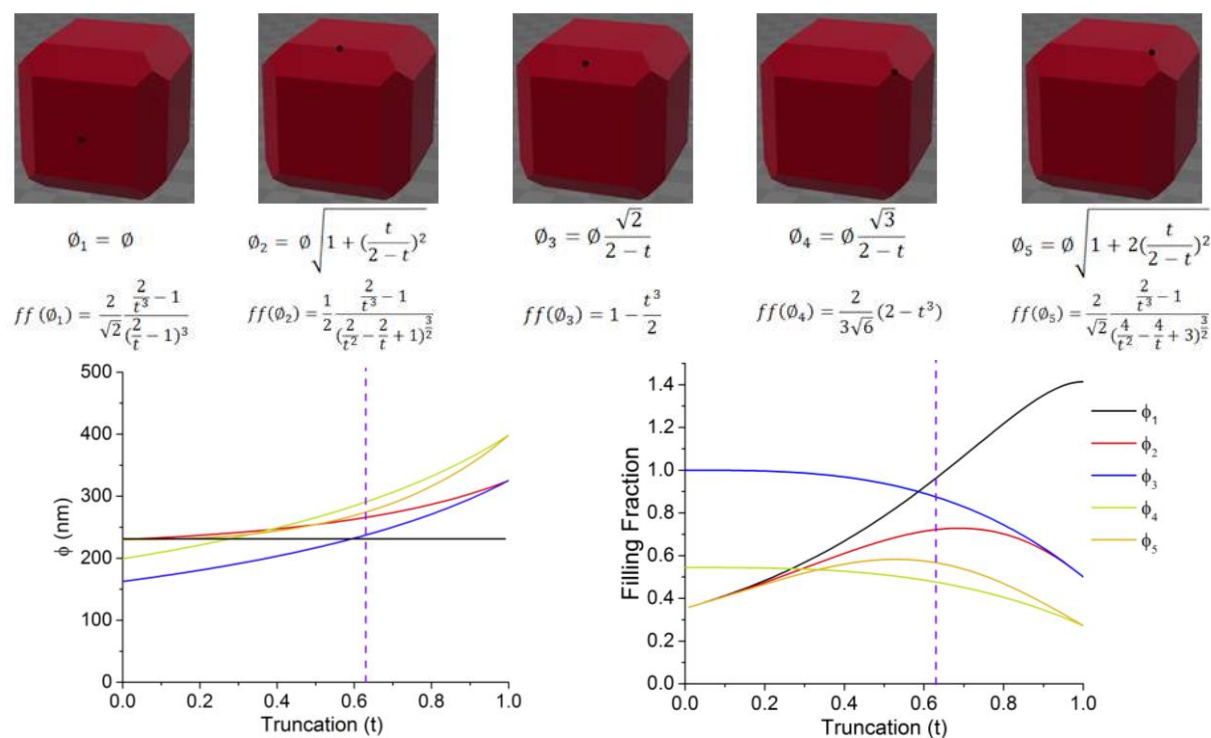 ∅₁ = ∅
∅₂ = ∅ √(1 + (t/(2 − t))²)
∅₃ = ∅ √2/(2 − t)
∅₄ = ∅ √3/(2 − t)
∅₅ = ∅ √(1 + 2(t/(2 − t))²)
ff(∅₁) = 2/√2 (2/t³ − 1)/(2/t − 1)³
ff(∅₂) = 1/2 (2/t³ − 1)/(2/t² − 2/t + 1)^(3/2)
ff(∅₃) = 1 − t³/2
ff(∅₄) = 2/(3√6) (2 − t³)
ff(∅₅) = 2/√2 (2/t³ − 1)/(4/t² − 4/t + 3)^(3/2)
500
400
300
200
100
0
ϕ (nm)
0.0 0.2 0.4 0.6 0.8 1.0
Truncation (t)
1.4
1.2
1.0
0.8
0.6
0.4
0.2
0.0
Filling Fraction
0.0 0.2 0.4 0.6 0.8 1.0
Truncation (t)
ϕ₁
ϕ₂
ϕ₃
ϕ₄
ϕ₅